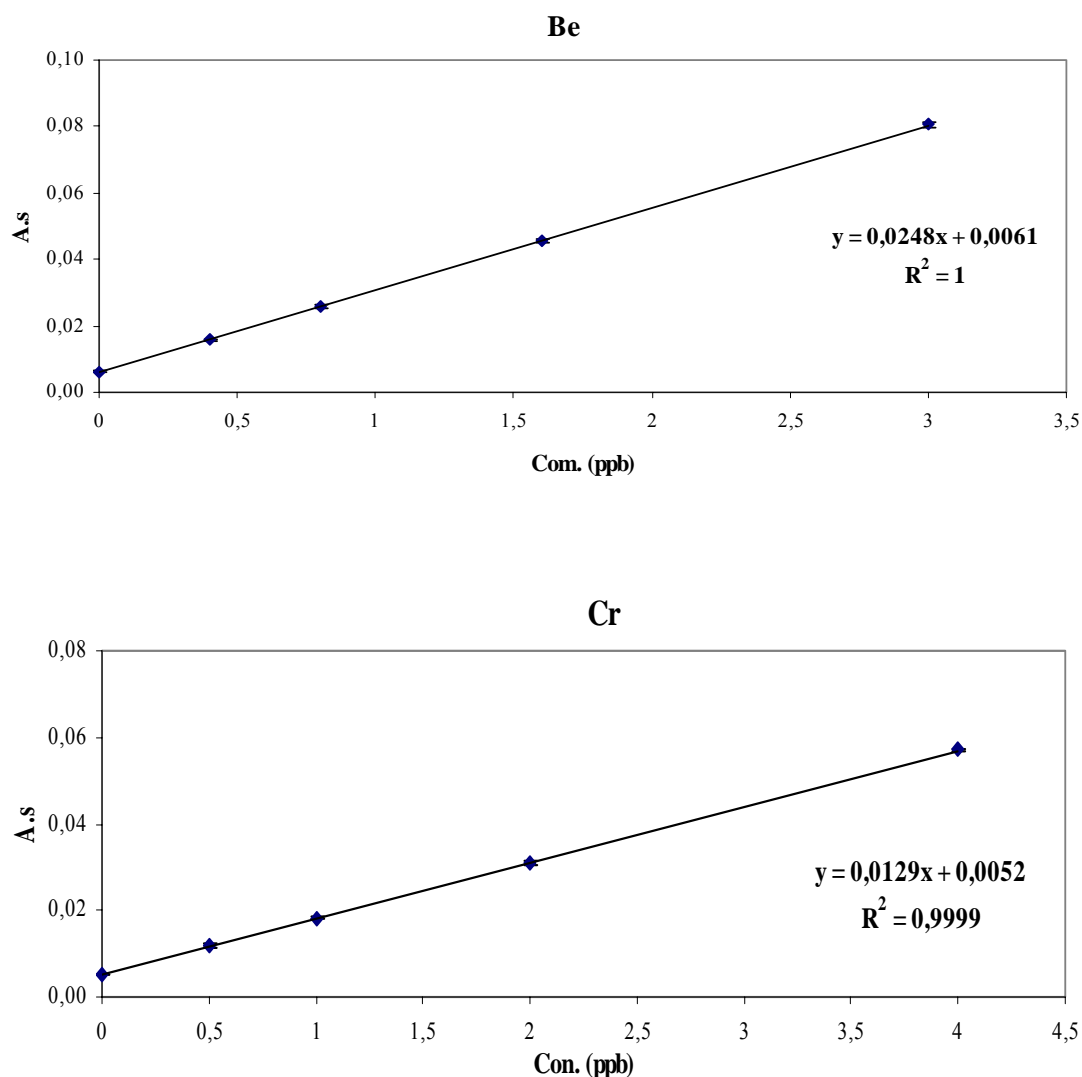 Be
0,10
0,08
0,06
0,04
0,02
0,00
A.s
y = 0,0248x + 0,0061
R² = 1
0 0,5 1 1,5 2 2,5 3 3,5
Com. (ppb)
Cr
0,08
0,06
0,04
0,02
0,00
A.s
y = 0,0129x + 0,0052
R² = 0,9999
0 0,5 1 1,5 2 2,5 3 3,5 4 4,5
Con. (ppb)